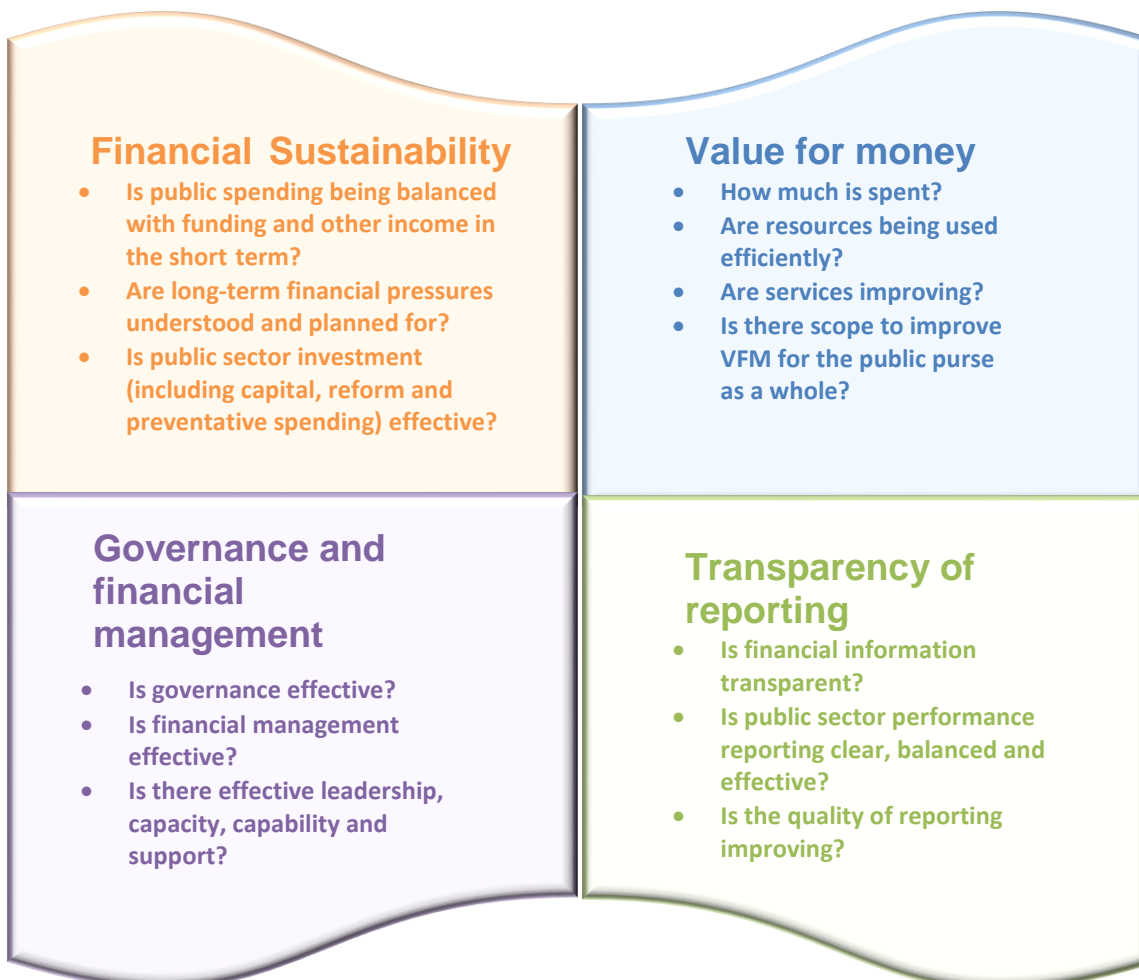 Financial Sustainability
• Is public spending being balanced
with funding and other income in
the short term?
• Are long-term financial pressures
understood and planned for?
• Is public sector investment
(including capital, reform and
preventative spending) effective?
Value for money
• How much is spent?
• Are resources being used
efficiently?
• Are services improving?
• Is there scope to improve
VFM for the public purse
as a whole?
Governance and
financial
management
• Is governance effective?
• Is financial management
effective?
• Is there effective leadership,
capacity, capability and
support?
Transparency of
reporting
• Is financial information
transparent?
• Is public sector performance
reporting clear, balanced and
effective?
• Is the quality of reporting
improving?